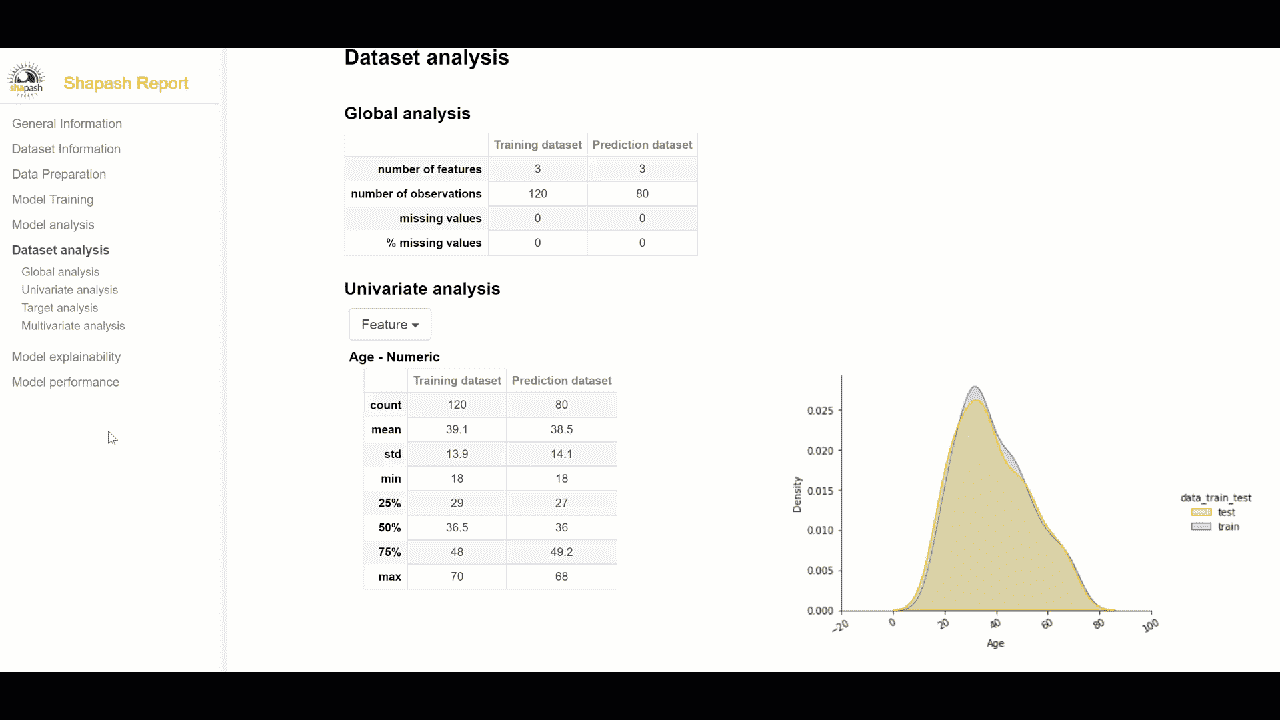 Dataset analysis
shapash
Shapash Report
General Information
Dataset Information
Data Preparation
Model Training
Model analysis
Dataset analysis
Global analysis
Univariate analysis
Target analysis
Multivariate analysis
Model explainability
Model performance
Global analysis
Training dataset Prediction dataset
number of features 3 3
number of observations 120 80
missing values 0 0
% missing values 0 0
Univariate analysis
Feature
Age - Numeric
Training dataset Prediction dataset
count 120 80
mean 39.1 38.5
std 13.9 14.1
min 18 18
25% 29 27
50% 36.5 36
75% 48 49.2
max 70 68
0.025
0.020
0.015
0.010
0.005
0.000
Density
-20 0 20 40 60 80 100
Age
data_train_test
test
train